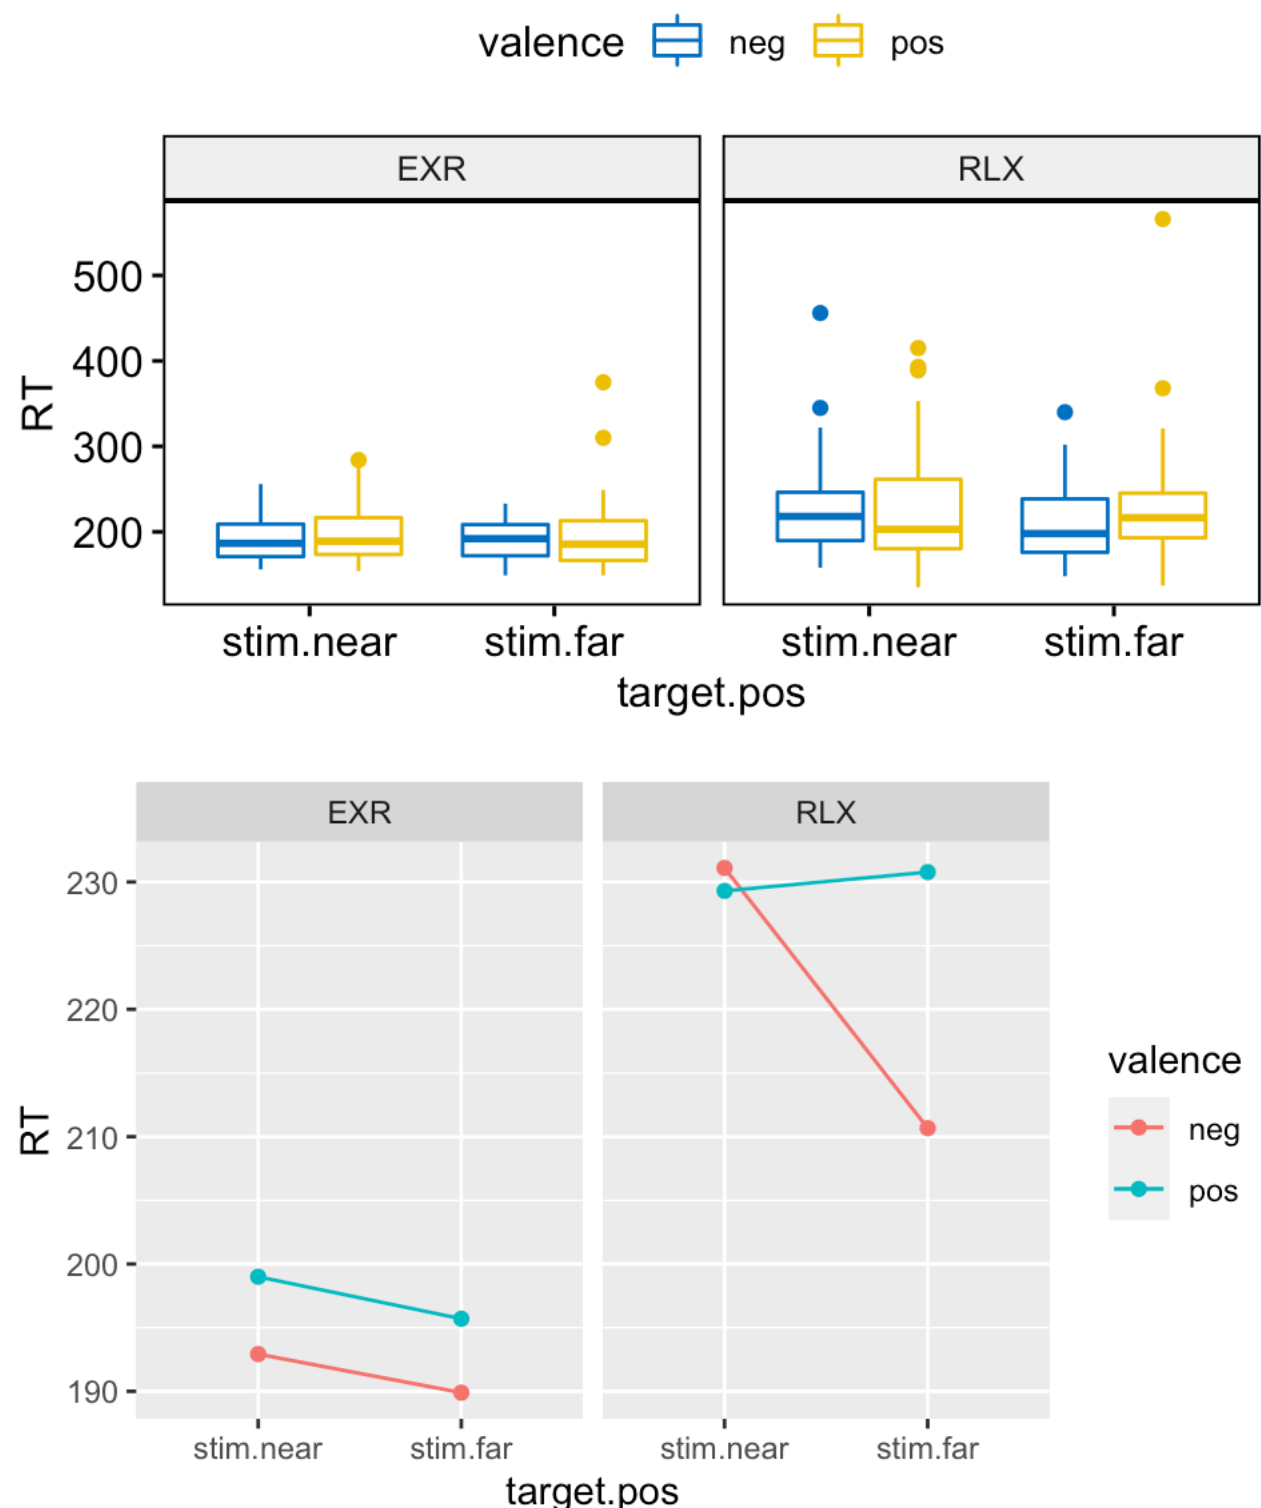 valence neg pos
EXR RLX
500
400
300
200
RT
stim.near stim.far stim.near stim.far
target.pos
EXR RLX
230
220
210
200
190
RT
valence
neg
pos
stim.near stim.far stim.near stim.far
target.pos